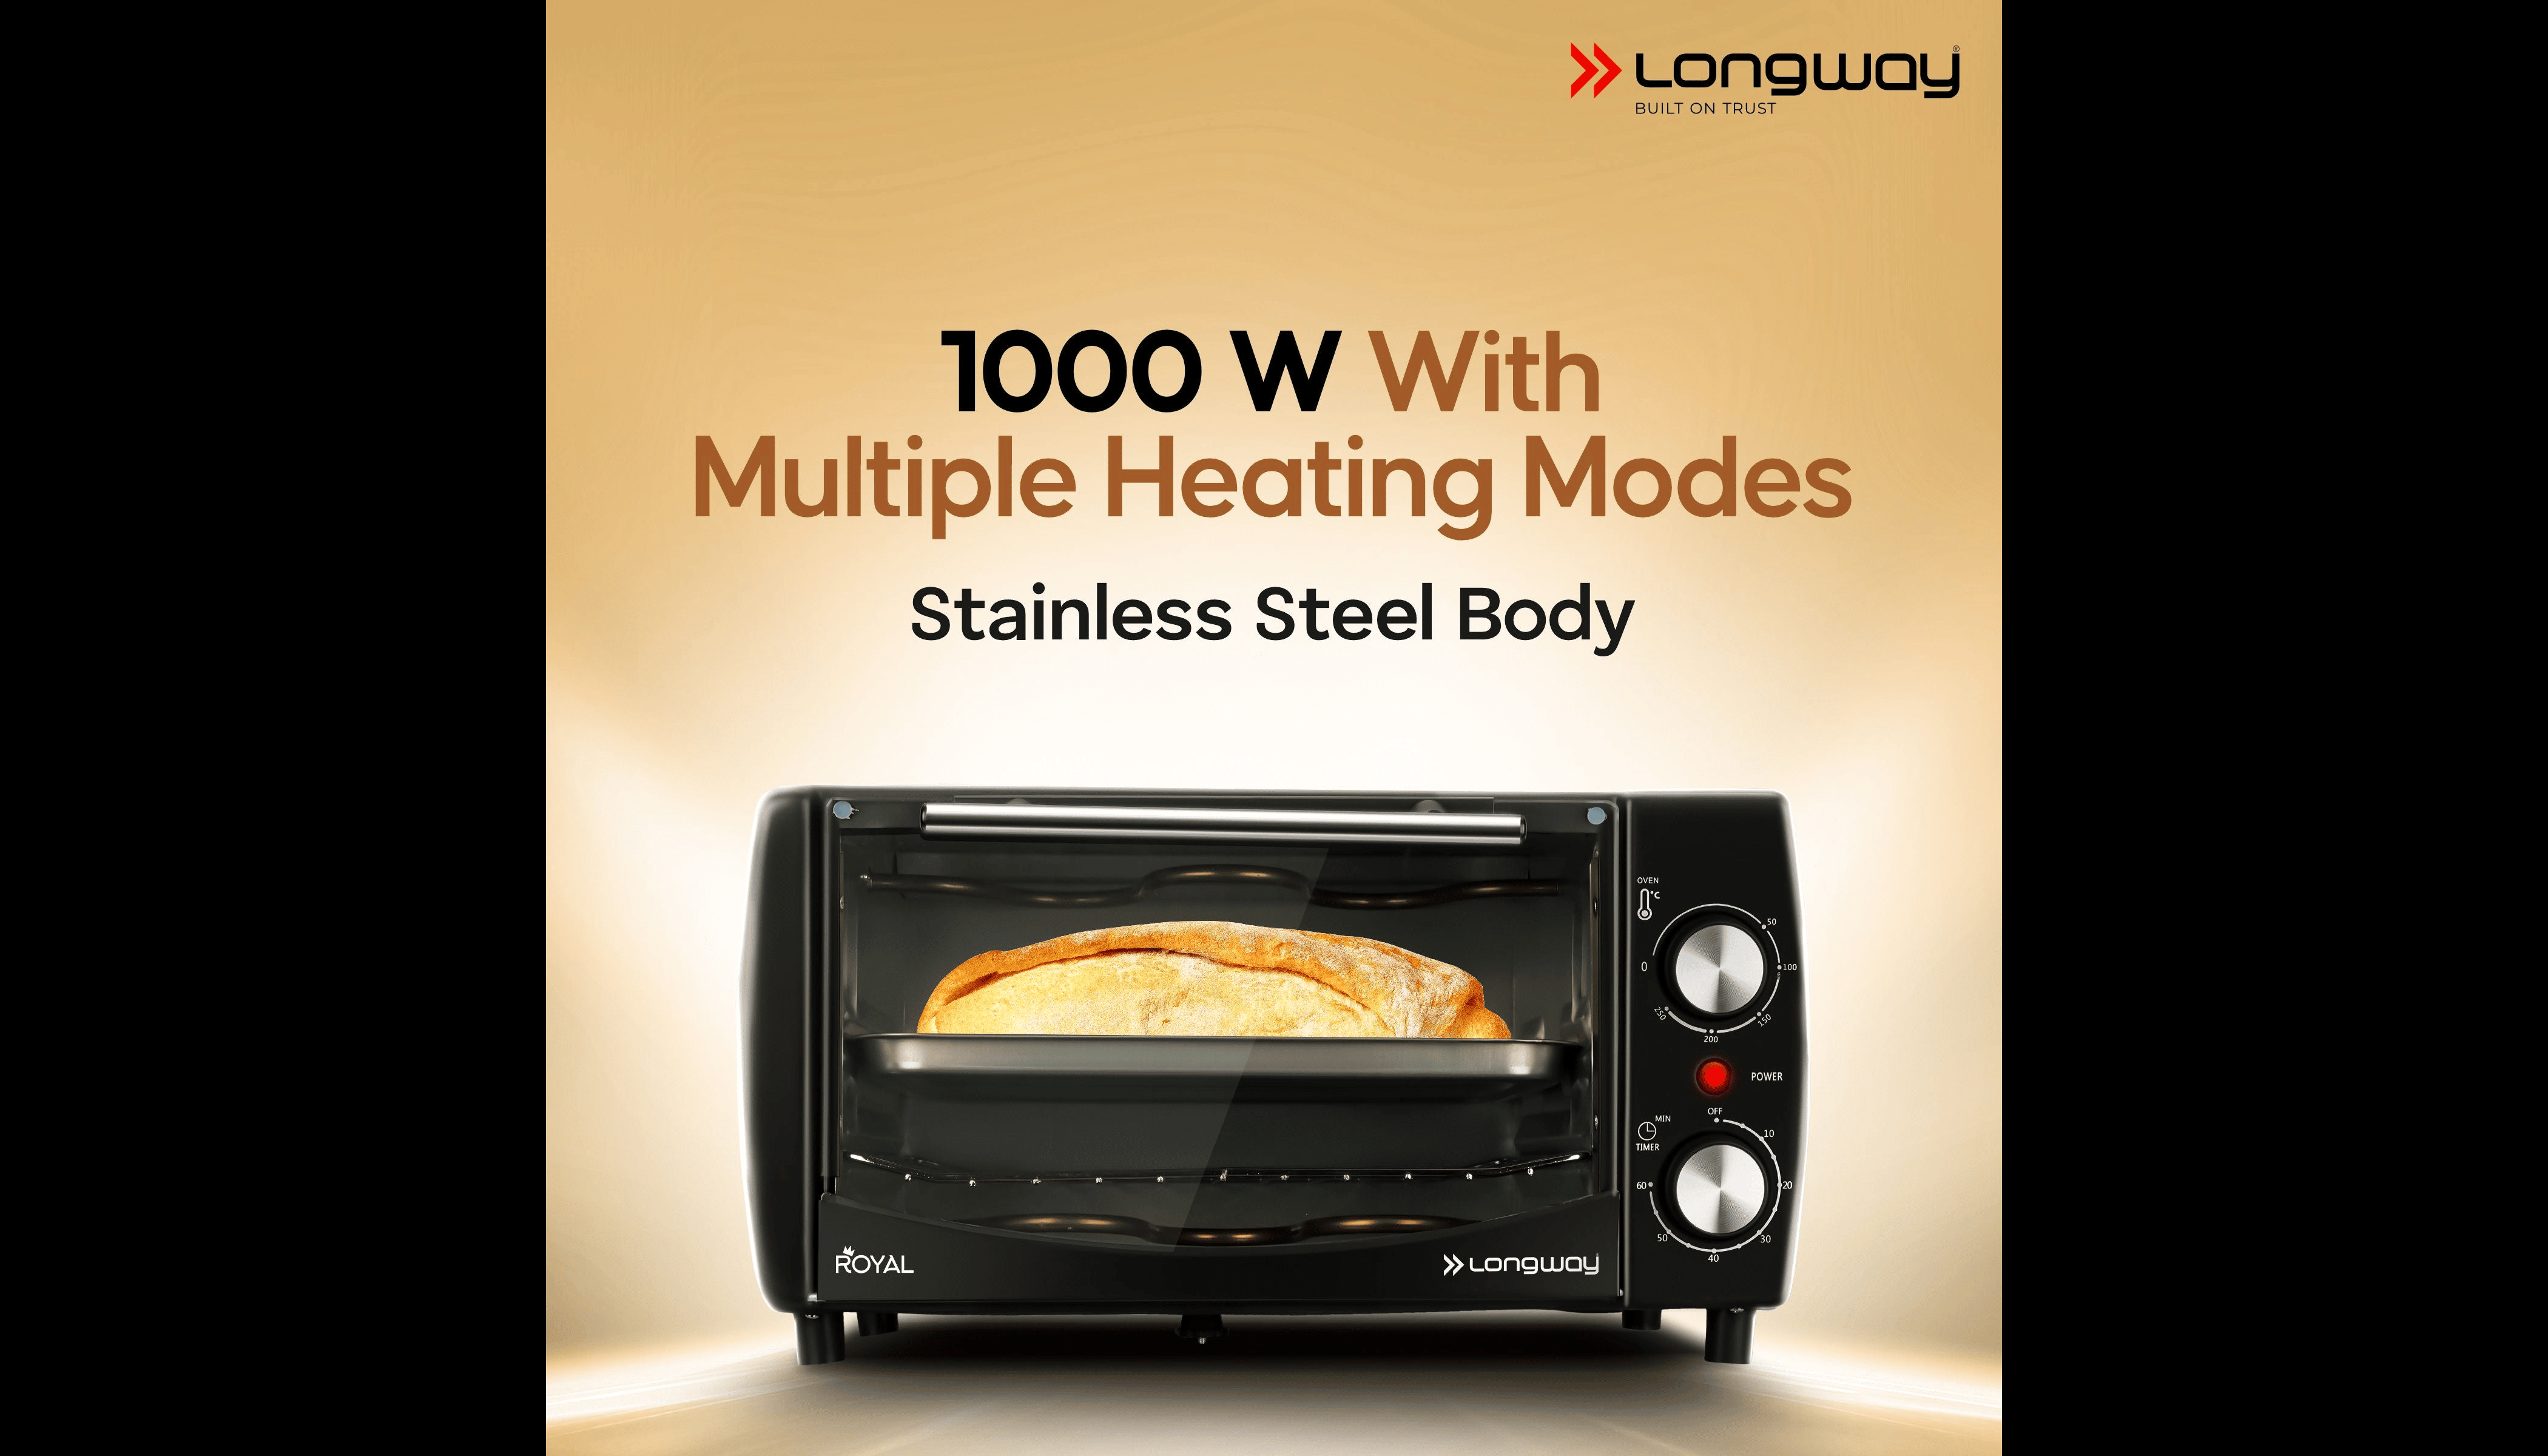 Longway®
BUILT ON TRUST
1000 W With
Multiple Heating Modes
Stainless Steel Body
OVEN
°C
0
50
100
150
200
250
POWER
OFF
MIN
TIMER
10
20
30
40
50
60
ROYAL
Longway